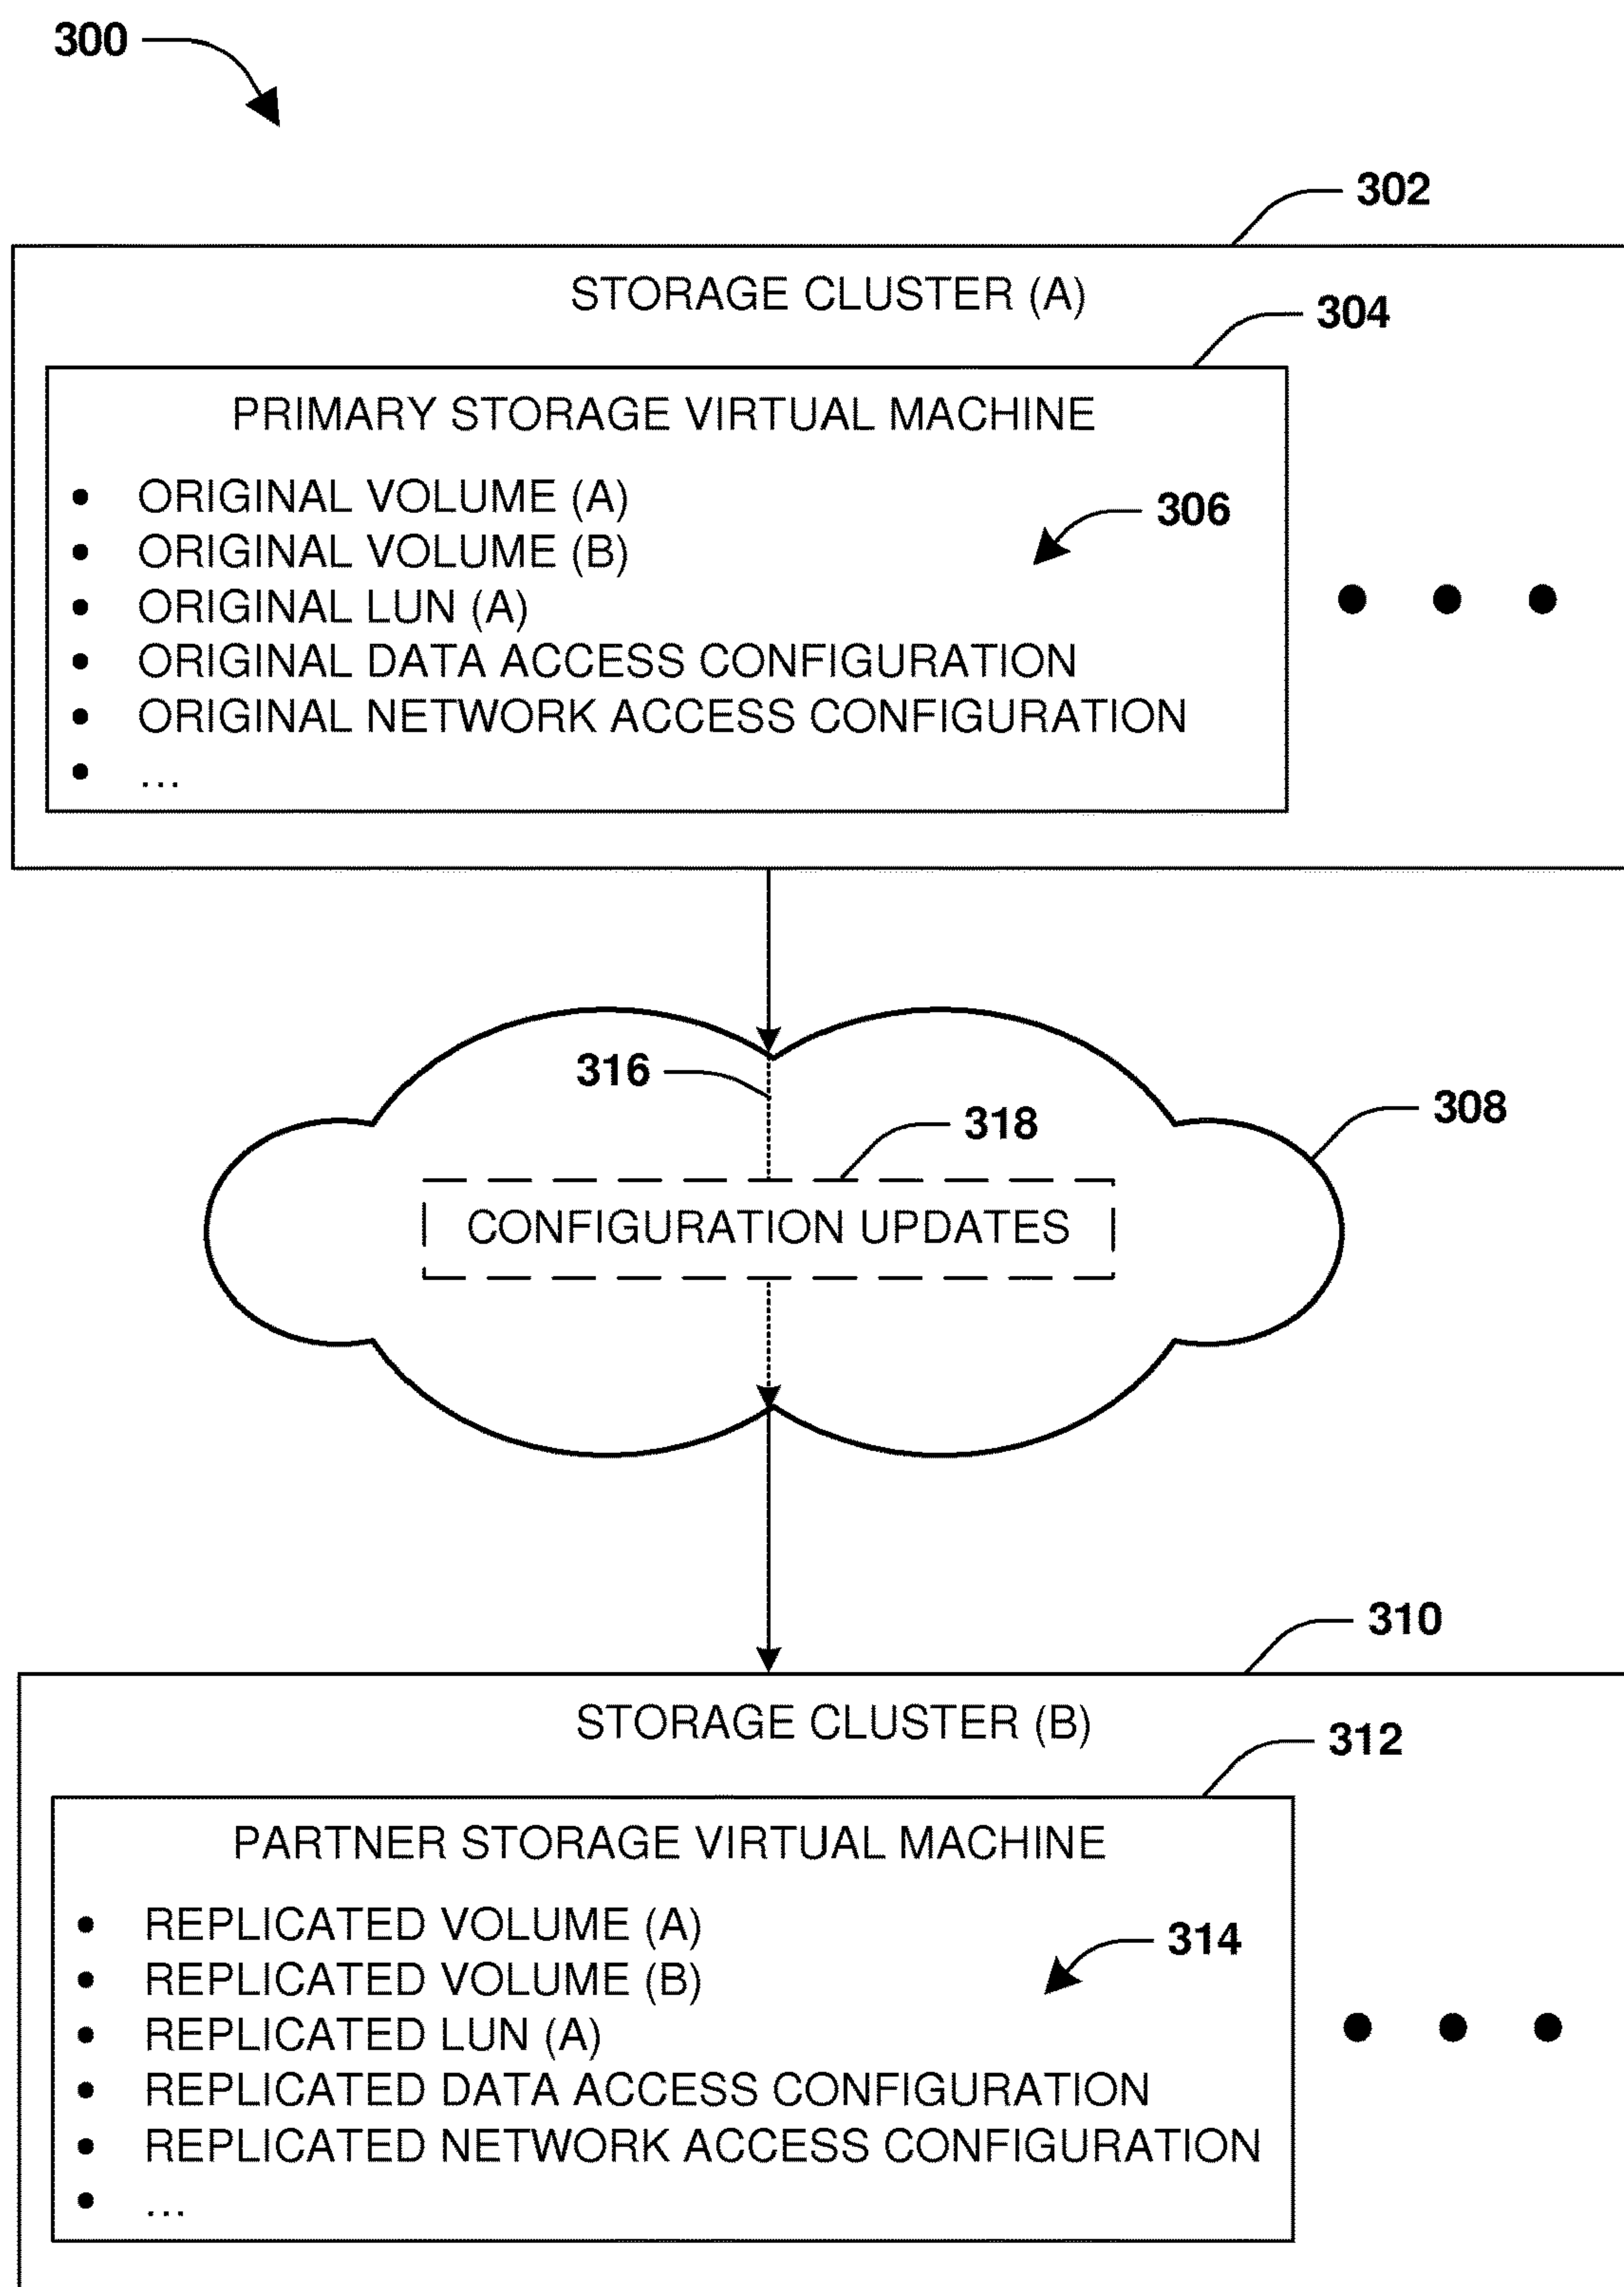 300
302
STORAGE CLUSTER (A)
304
PRIMARY STORAGE VIRTUAL MACHINE
• ORIGINAL VOLUME (A)
306
• ORIGINAL VOLUME (B)
• ORIGINAL LUN (A)
• ORIGINAL DATA ACCESS CONFIGURATION
• ORIGINAL NETWORK ACCESS CONFIGURATION
• ...
316
308
318
CONFIGURATION UPDATES
310
STORAGE CLUSTER (B)
312
PARTNER STORAGE VIRTUAL MACHINE
• REPLICATED VOLUME (A)
314
• REPLICATED VOLUME (B)
• REPLICATED LUN (A)
• REPLICATED DATA ACCESS CONFIGURATION
• REPLICATED NETWORK ACCESS CONFIGURATION
• ...